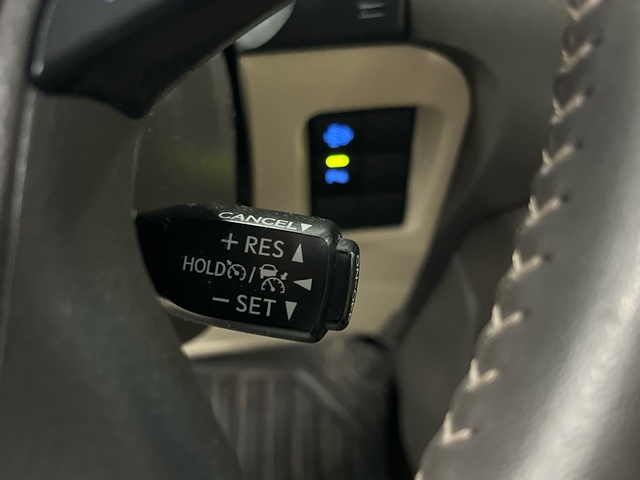 CANCEL▼
+ RES ▲
HOLD / ◀
− SET ▼